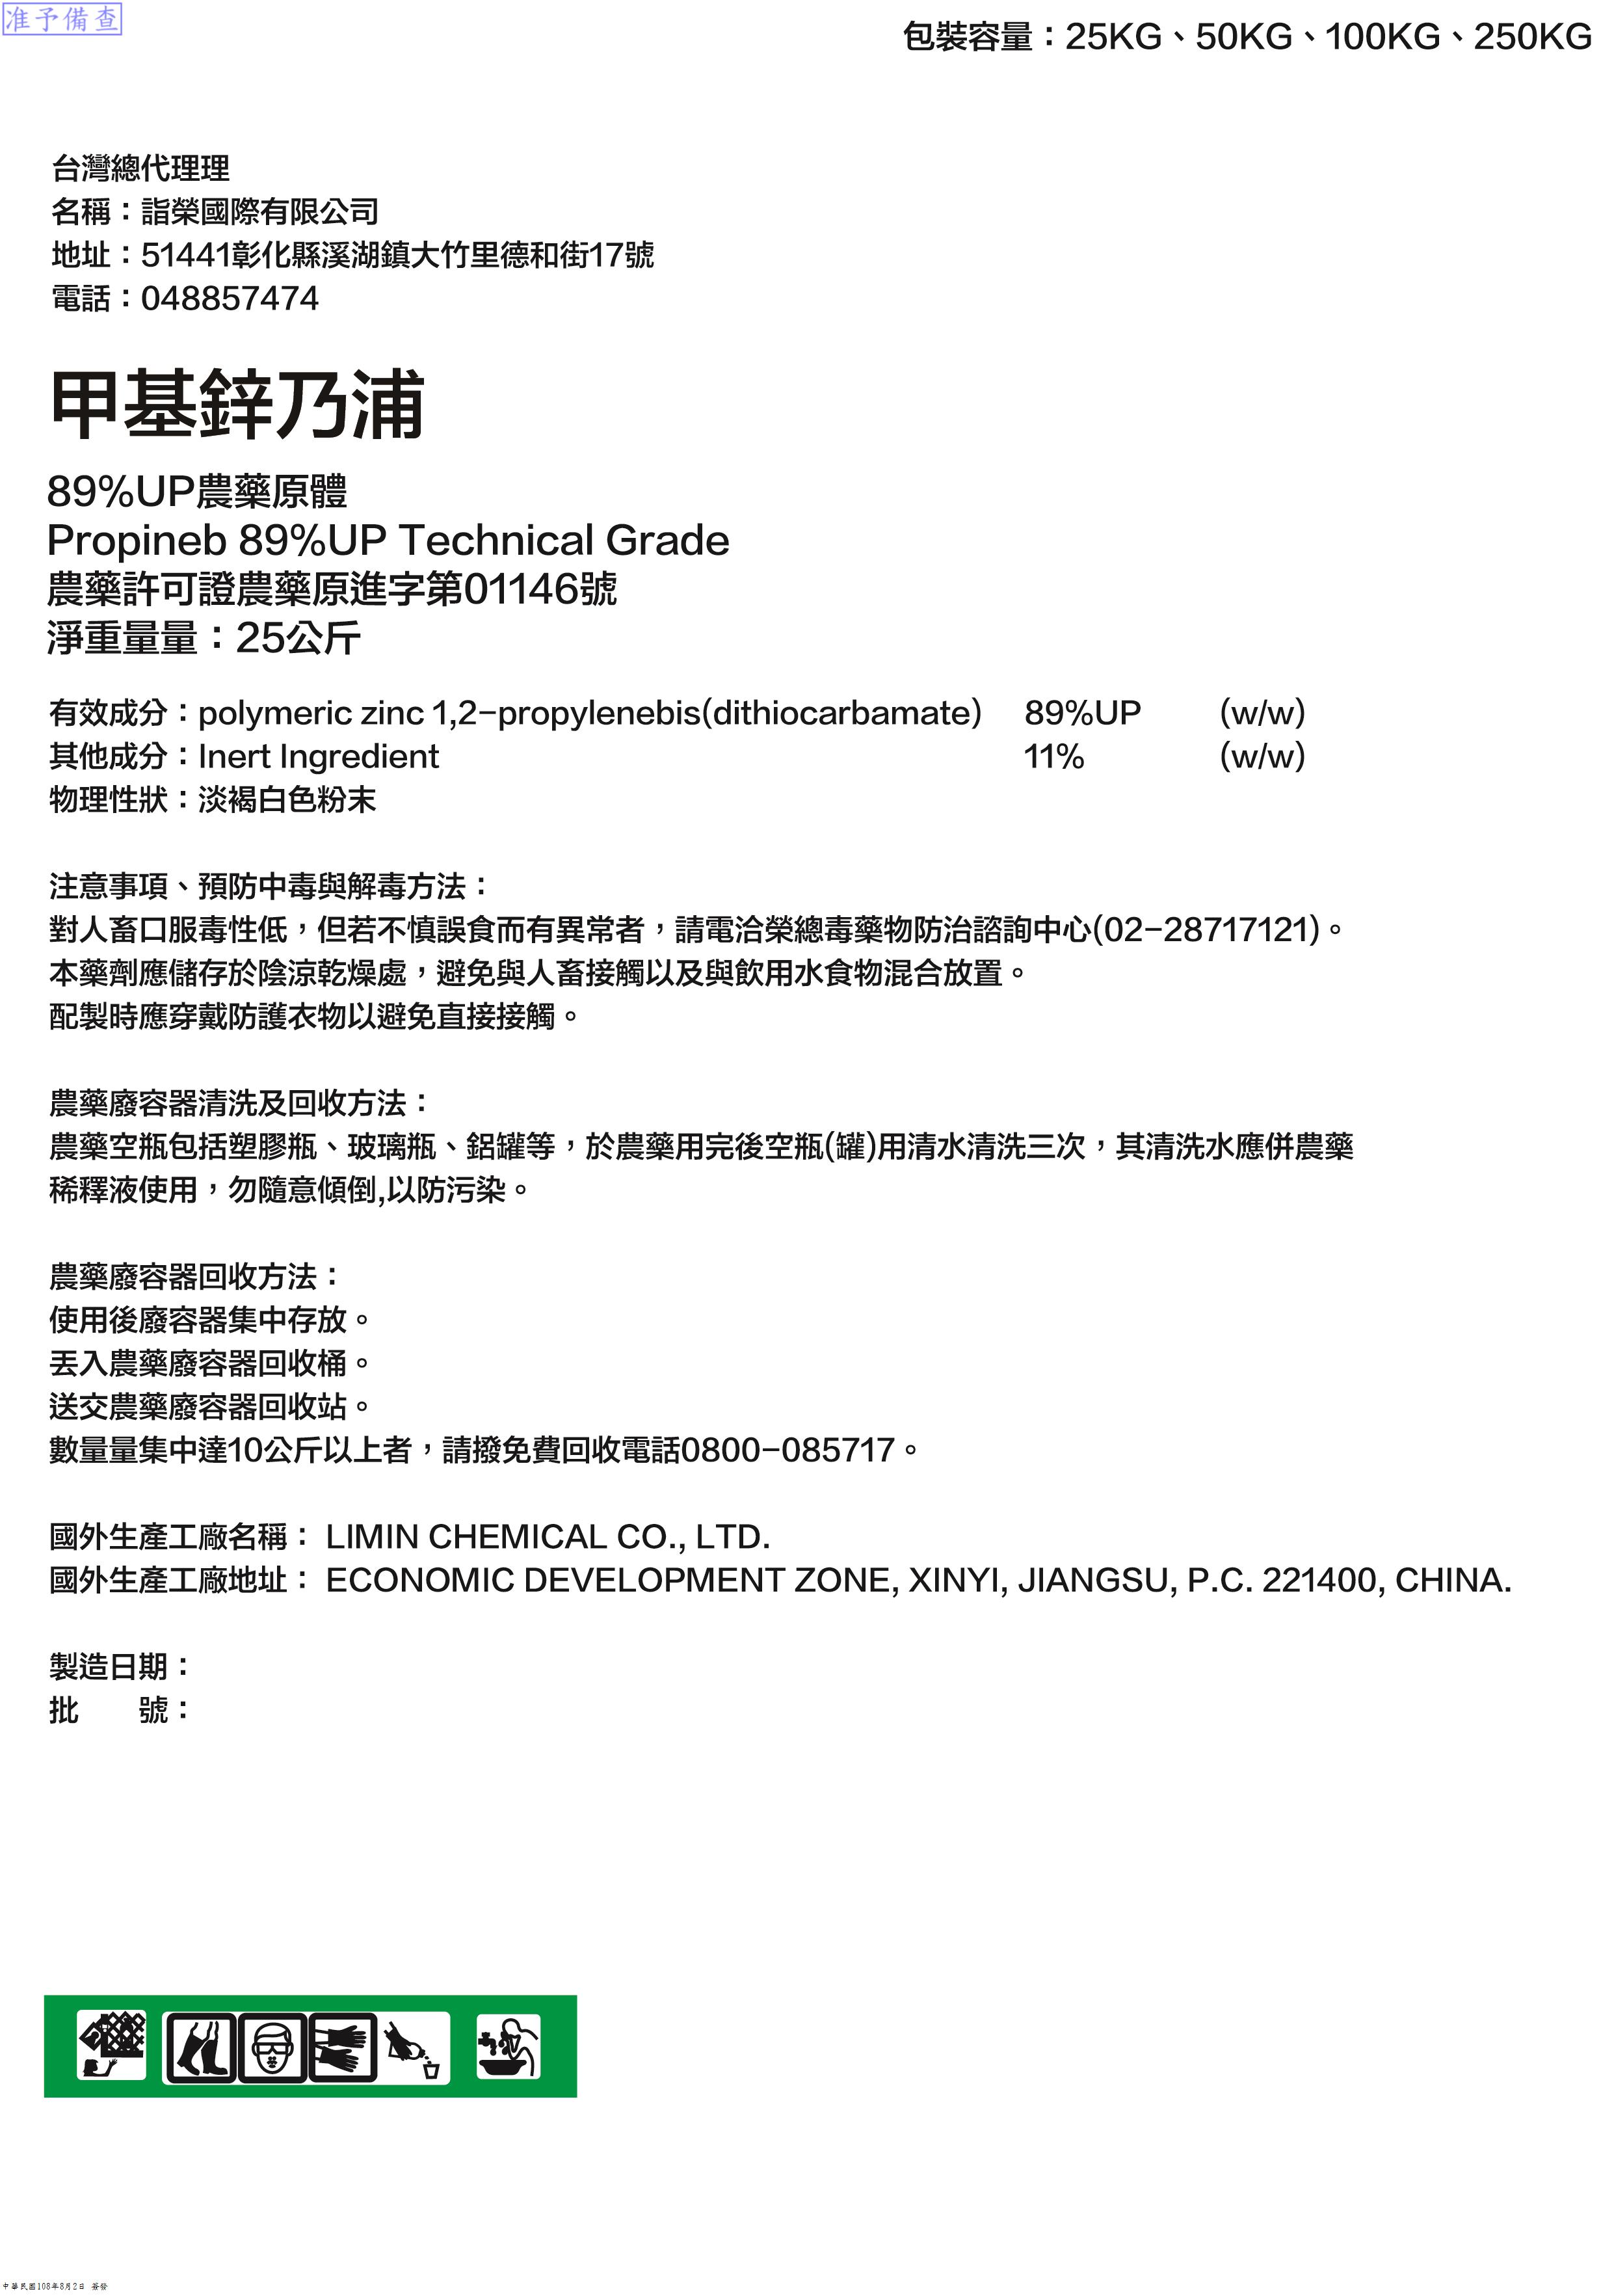 准予備查
包裝容量：25KG、50KG、100KG、250KG
台灣總代理理
名稱：詣榮國際有限公司
地址：51441彰化縣溪湖鎮大竹里德和街17號
電話：048857474
甲基鋅乃浦
89%UP農藥原體
Propineb 89%UP Technical Grade
農藥許可證農藥原進字第01146號
淨重量量：25公斤
有效成分：polymeric zinc 1,2-propylenebis(dithiocarbamate) 89%UP (w/w)
其他成分：Inert Ingredient 11% (w/w)
物理性狀：淡褐白色粉末
注意事項、預防中毒與解毒方法：
對人畜口服毒性低，但若不慎誤食而有異常者，請電洽榮總毒藥物防治諮詢中心(02-28717121)。
本藥劑應儲存於陰涼乾燥處，避免與人畜接觸以及與飲用水食物混合放置。
配製時應穿戴防護衣物以避免直接接觸。
農藥廢容器清洗及回收方法：
農藥空瓶包括塑膠瓶、玻璃瓶、鋁罐等，於農藥用完後空瓶(罐)用清水清洗三次，其清洗水應併農藥
稀釋液使用，勿隨意傾倒,以防污染。
農藥廢容器回收方法：
使用後廢容器集中存放。
丟入農藥廢容器回收桶。
送交農藥廢容器回收站。
數量量集中達10公斤以上者，請撥免費回收電話0800-085717。
國外生產工廠名稱： LIMIN CHEMICAL CO., LTD.
國外生產工廠地址： ECONOMIC DEVELOPMENT ZONE, XINYI, JIANGSU, P.C. 221400, CHINA.
製造日期：
批　　號：
中華民國108年8月2日 簽發